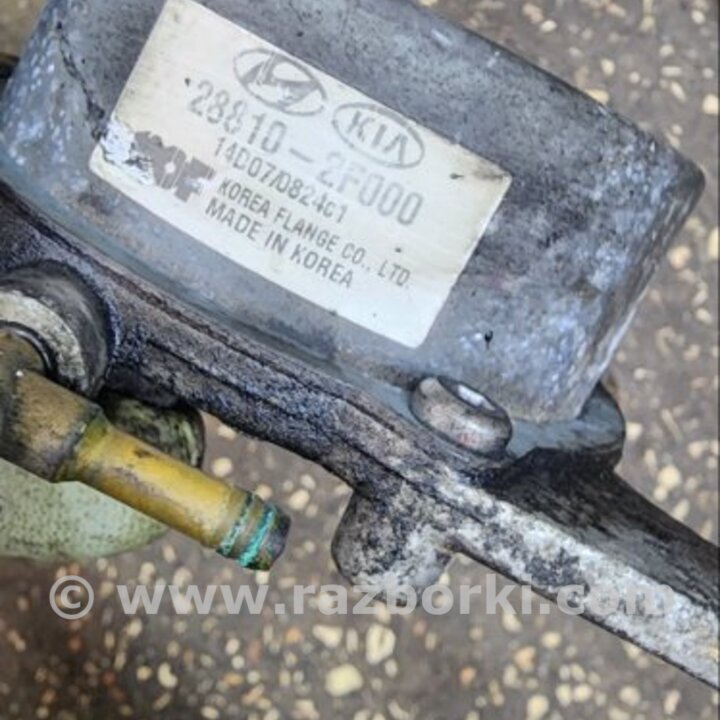 KIA
28810-2F000
14D07/0824C1
KOREA FLANGE CO., LTD.
MADE IN KOREA
© www.razborki.com